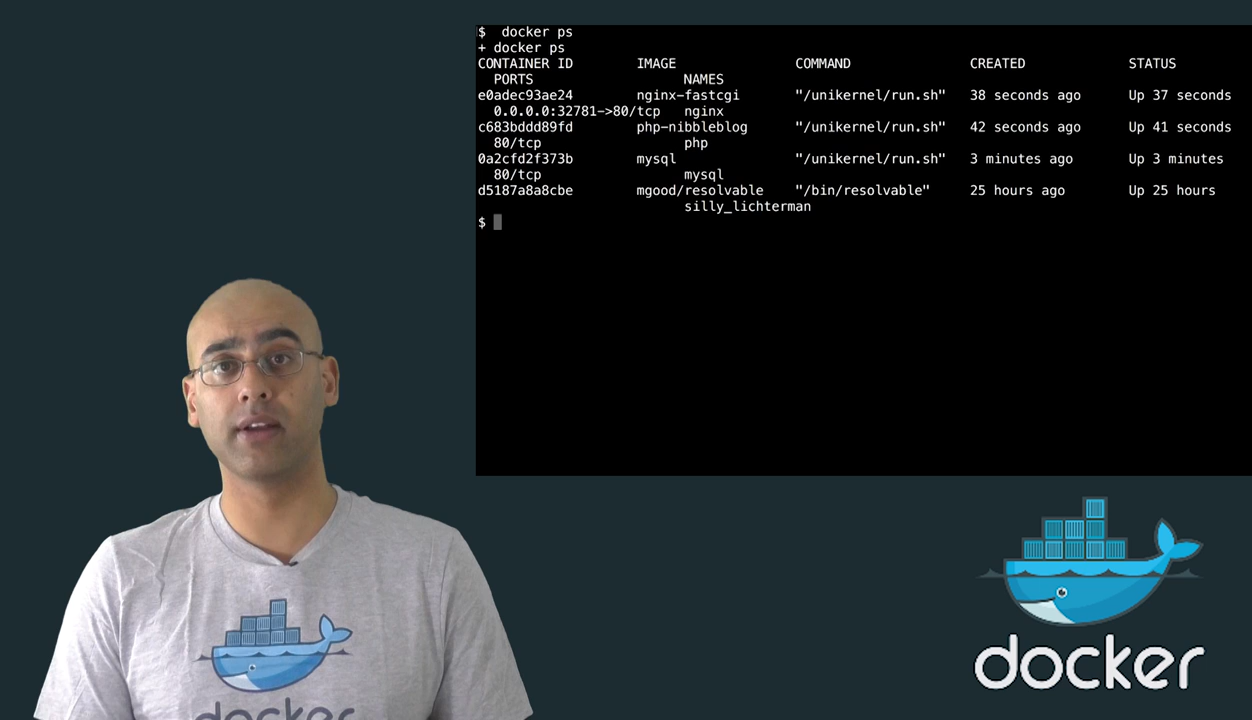 $  docker ps
+ docker ps
CONTAINER ID        IMAGE               COMMAND             CREATED             STATUS
  PORTS                   NAMES
e0adec93ae24        nginx-fastcgi       "/unikernel/run.sh"   38 seconds ago      Up 37 seconds
  0.0.0.0:32781->80/tcp   nginx
c683bddd89fd        php-nibbleblog      "/unikernel/run.sh"   42 seconds ago      Up 41 seconds
  80/tcp                  php
0a2cfd2f373b        mysql               "/unikernel/run.sh"   3 minutes ago       Up 3 minutes
  80/tcp                  mysql
d5187a8a8cbe        mgood/resolvable    "/bin/resolvable"   25 hours ago        Up 25 hours
                          silly_lichterman
$
docker
docker